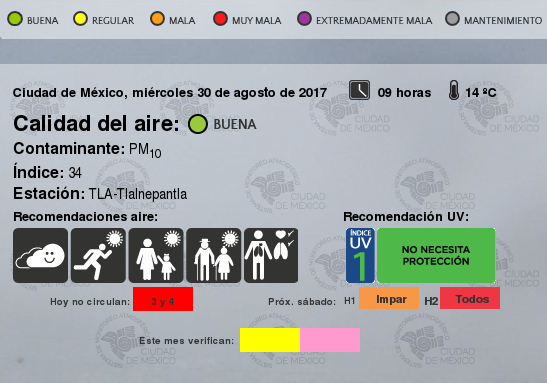 BUENA REGULAR MALA MUY MALA EXTREMADAMENTE MALA MANTENIMIENTO
Ciudad de México, miércoles 30 de agosto de 2017 09 horas 14 ºC
Calidad del aire: BUENA
Contaminante: PM10
Índice: 34
Estación: TLA-Tlalnepantla
Recomendaciones aire: Recomendación UV:
ÍNDICE
UV
1
NO NECESITA
PROTECCIÓN
Hoy no circulan: 3 y 4 Próx. sábado: H1 Impar H2 Todos
Este mes verifican:
CIUDAD
DE MÉXICO